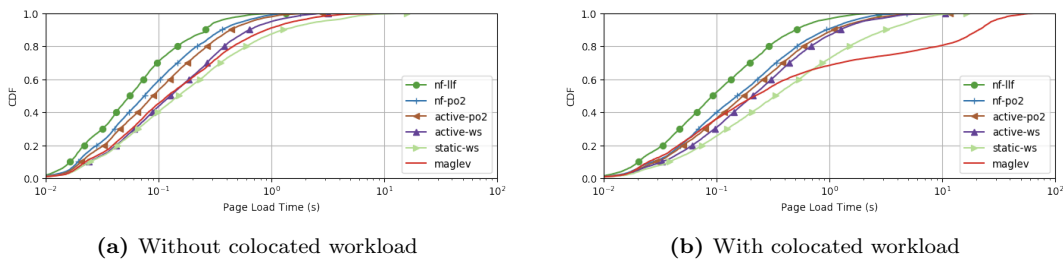 1.0
0.8
0.6
0.4
0.2
0.0
CDF
10⁻² 10⁻¹ 10⁰ 10¹ 10²
Page Load Time (s)
nf-llf
nf-po2
active-po2
active-ws
static-ws
maglev
(a) Without colocated workload
1.0
0.8
0.6
0.4
0.2
0.0
CDF
10⁻² 10⁻¹ 10⁰ 10¹ 10²
Page Load Time (s)
nf-llf
nf-po2
active-po2
active-ws
static-ws
maglev
(b) With colocated workload